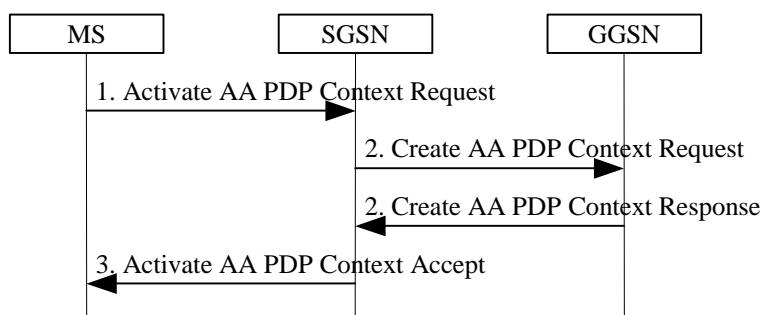 MS
SGSN
GGSN
1. Activate AA PDP Context Request
2. Create AA PDP Context Request
2. Create AA PDP Context Response
3. Activate AA PDP Context Accept